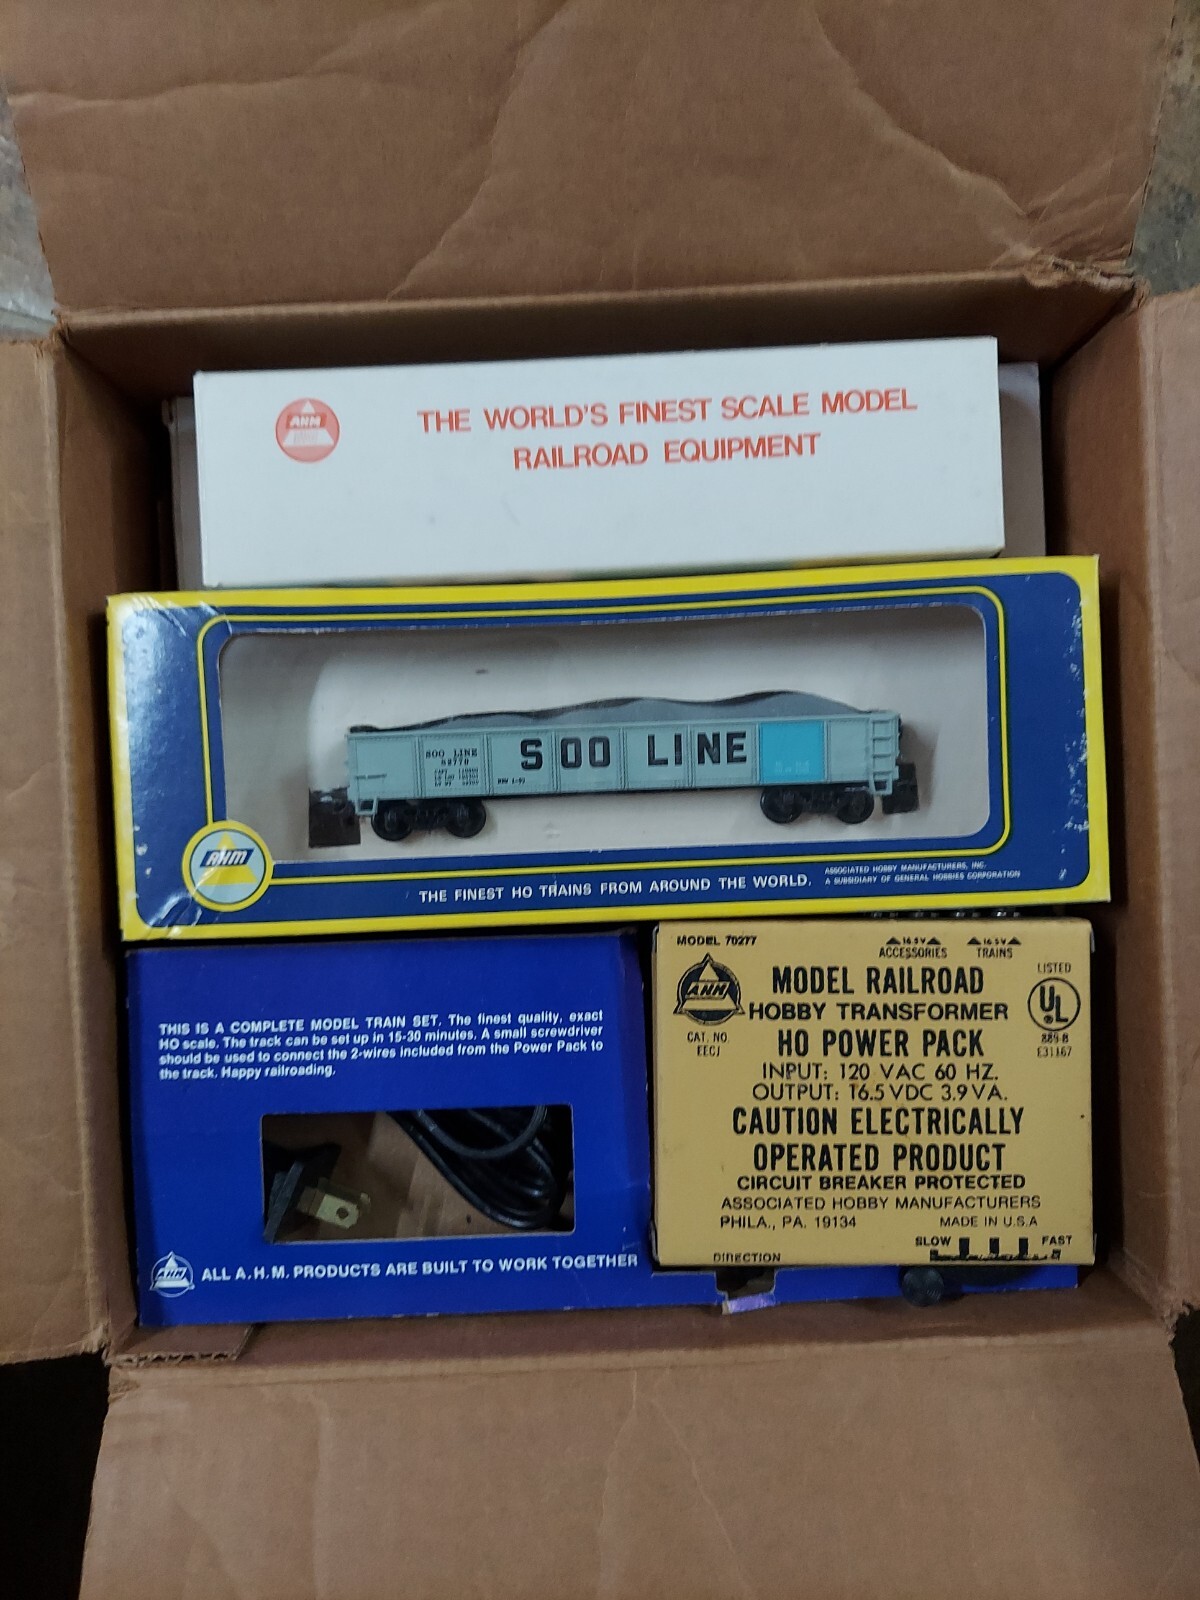 AHM
THE WORLD'S FINEST SCALE MODEL
RAILROAD EQUIPMENT
SOO LINE
82770
SOO LINE
AHM
THE FINEST HO TRAINS FROM AROUND THE WORLD.
ASSOCIATED HOBBY MANUFACTURERS, INC.
A SUBSIDIARY OF GENERAL HOBBIES CORPORATION
THIS IS A COMPLETE MODEL TRAIN SET. The finest quality, exact
HO scale. The track can be set up in 15-30 minutes. A small screwdriver
should be used to connect the 2-wires included from the Power Pack to
the track. Happy railroading.
AHM
ALL A.H.M. PRODUCTS ARE BUILT TO WORK TOGETHER
MODEL 70277
16.5V
ACCESSORIES
16.5V
TRAINS
AHM
CAT. NO.
EECJ
MODEL RAILROAD
HOBBY TRANSFORMER
HO POWER PACK
LISTED
UL
889-B
E31167
INPUT: 120 VAC 60 HZ.
OUTPUT: 16.5 VDC 3.9 VA.
CAUTION ELECTRICALLY
OPERATED PRODUCT
CIRCUIT BREAKER PROTECTED
ASSOCIATED HOBBY MANUFACTURERS
PHILA., PA. 19134
MADE IN U.S.A
SLOW FAST
DIRECTION